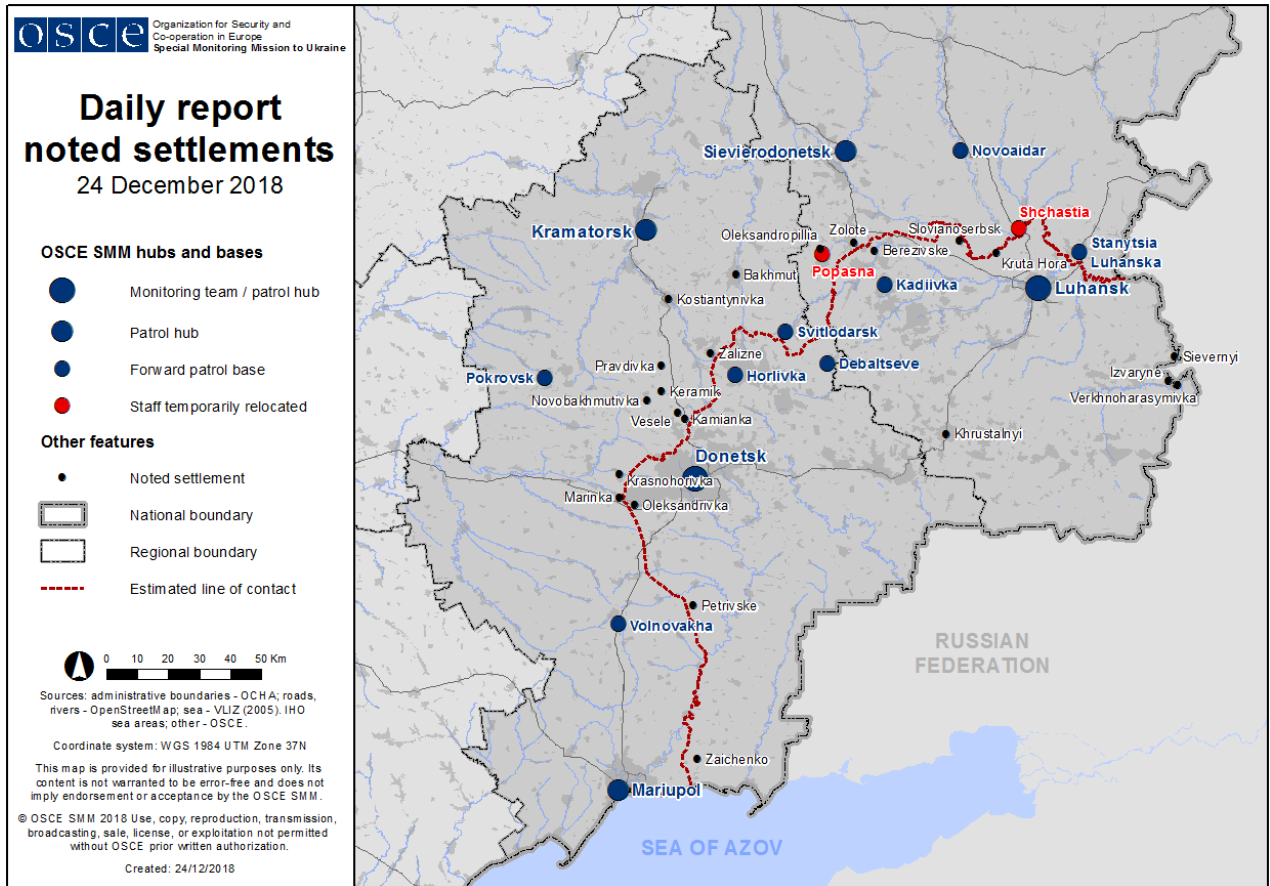 osce
Organization for Security and
Co-operation in Europe
Special Monitoring Mission to Ukraine
Daily report
noted settlements
24 December 2018
OSCE SMM hubs and bases
Monitoring team / patrol hub
Patrol hub
Forward patrol base
Staff temporarily relocated
Other features
Noted settlement
National boundary
Regional boundary
Estimated line of contact
0 10 20 30 40 50 Km
Sources: administrative boundaries - OCHA; roads,
rivers - OpenStreetMap; sea - VLIZ (2005). IHO
sea areas; other - OSCE.
Coordinate system: WGS 1984 UTM Zone 37N
This map is provided for illustrative purposes only. Its
content is not warranted to be error-free and does not
imply endorsement or acceptance by the OSCE SMM.
© OSCE SMM 2018 Use, copy, reproduction, transmission,
broadcasting, sale, license, or exploitation not permitted
without OSCE prior written authorization.
Created: 24/12/2018
Sievierodonetsk
Novoaidar
Shchastia
Kramatorsk
Oleksandropillia
Zolote
Slovianoserbsk
Stanytsia
Luhanska
Berezivske
Kruta Hora
Popasna
Bakhmut
Kadiivka
Luhansk
Kostiantynivka
Svitlodarsk
Zalizne
Sievernyi
Pravdivka
Debaltseve
Izvaryne
Pokrovsk
Horlivka
Keramik
Verkhnoharasymivka
Novobakhmutivka
Vesele
Kamianka
Khrustalnyi
Donetsk
Krasnohorivka
Marinka
Oleksandrivka
Petrivske
Volnovakha
RUSSIAN
FEDERATION
Zaichenko
Mariupol
SEA OF AZOV